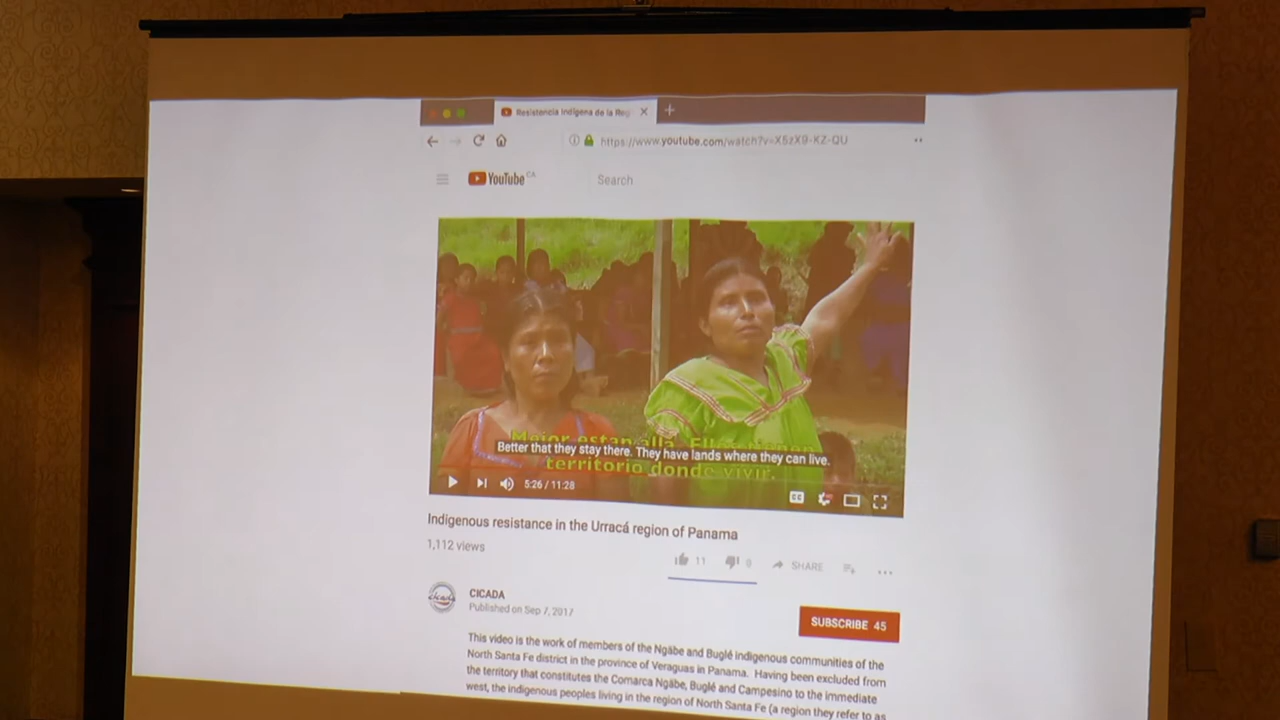 Resistencia Indígena de la Reg
https://www.youtube.com/watch?v=X5zX9-KZ-QU
YouTube CA
Search
Mejor estan alla. Ellos tienen
Better that they stay there. They have lands where they can live.
territorio donde vivir.
5:26 / 11:28
CC
Indigenous resistance in the Urracá region of Panama
1,112 views
11
0
SHARE
cicada
CICADA
Published on Sep 7, 2017
SUBSCRIBE 45
This video is the work of members of the Ngäbe and Buglé indigenous communities of the
North Santa Fe district in the province of Veraguas in Panama. Having been excluded from
the territory that constitutes the Comarca Ngäbe, Buglé and Campesino to the immediate
west, the indigenous peoples living in the region of North Santa Fe (a region they refer to as